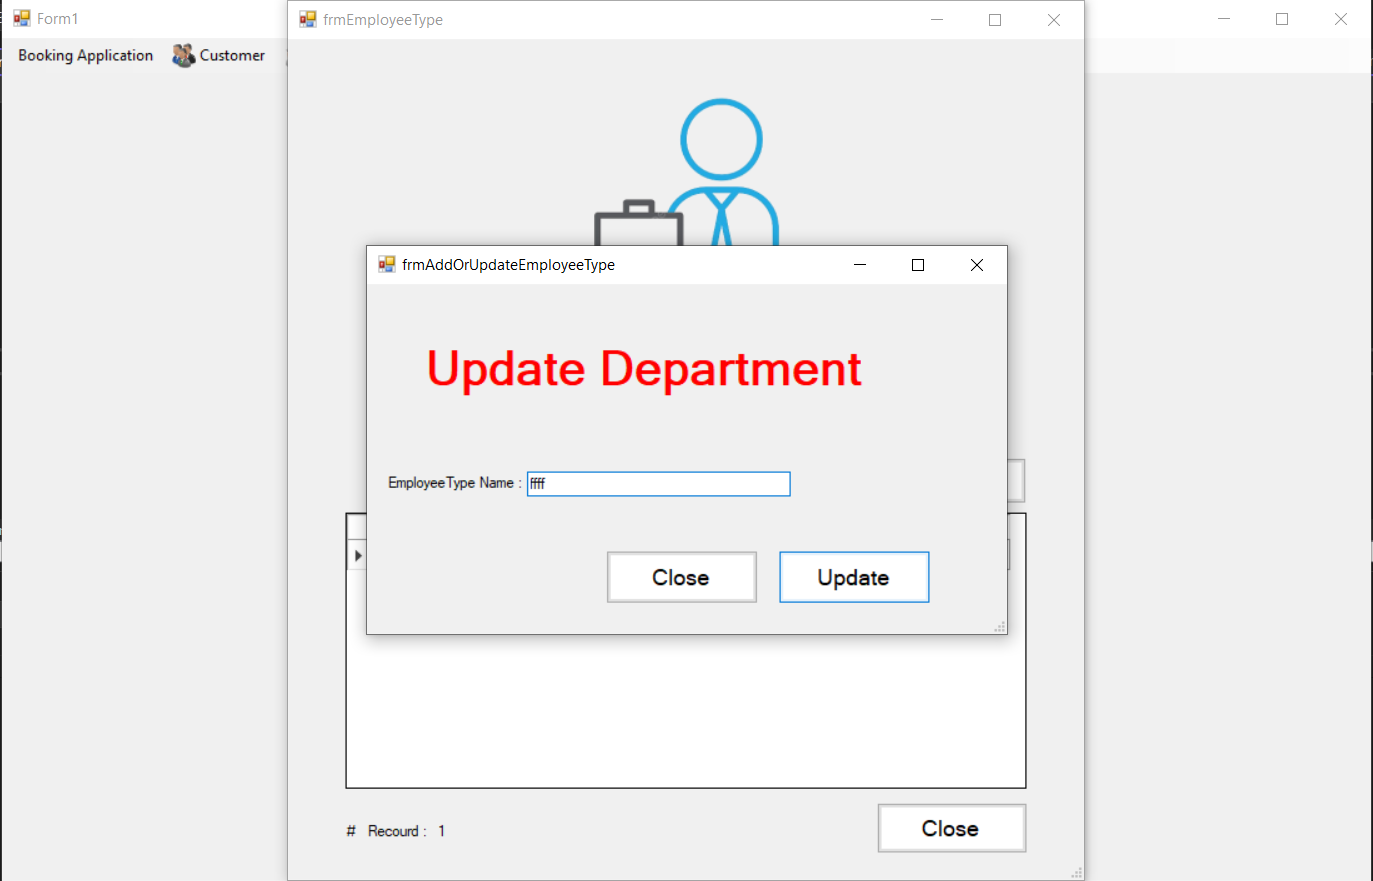 Form1
frmEmployeeType
Booking Application Customer
frmAddOrUpdateEmployeeType
Update Department
EmployeeType Name : ffff
Close Update
# Recourd : 1
Close